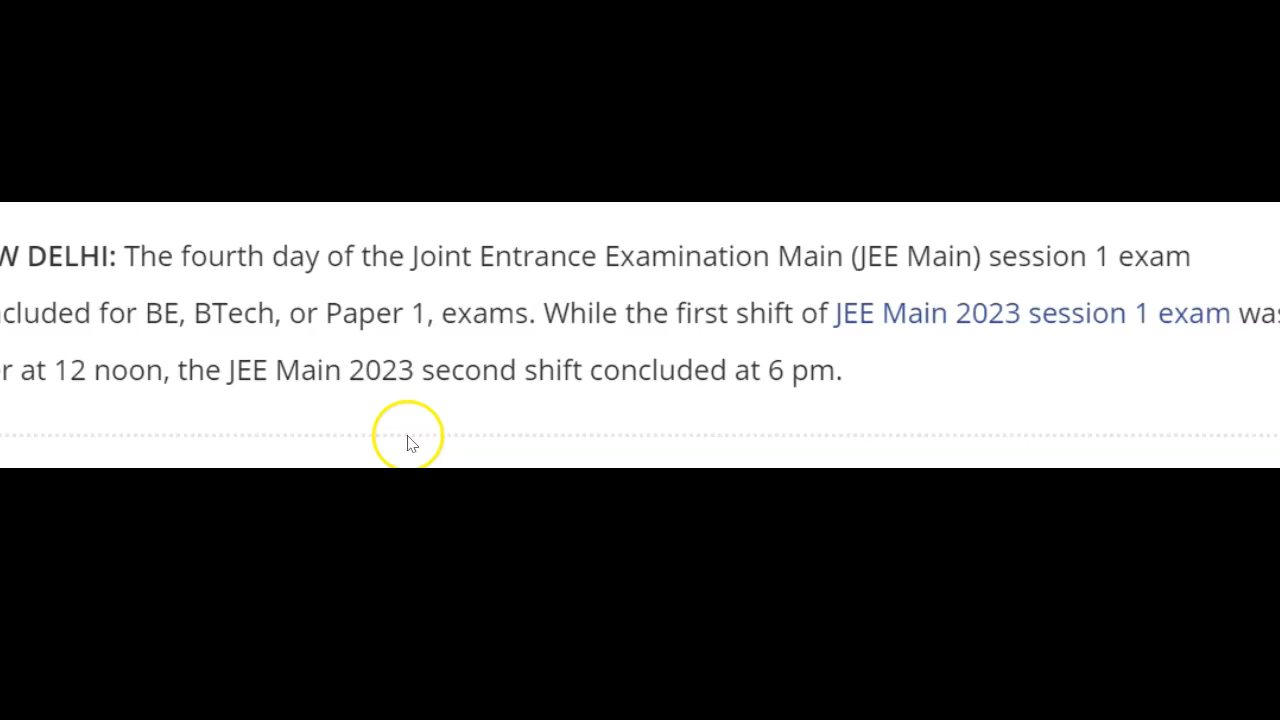 DELHI: The fourth day of the Joint Entrance Examination Main (JEE Main) session 1 exam
for BE, BTech, or Paper 1, exams. While the first shift of JEE Main 2023 session 1 exam was
at 12 noon, the JEE Main 2023 second shift concluded at 6 pm.